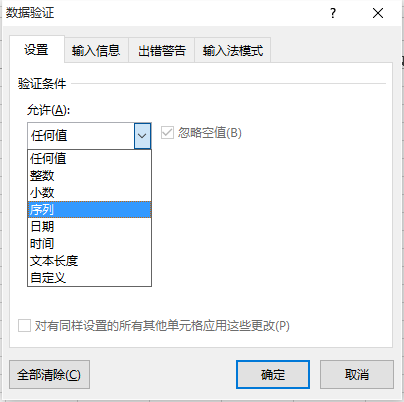 数据验证
?
设置 输入信息 出错警告 输入法模式
验证条件
允许(A):
任何值 忽略空值(B)
任何值
整数
小数
序列
日期
时间
文本长度
自定义
对有同样设置的所有其他单元格应用这些更改(P)
全部清除(C) 确定 取消